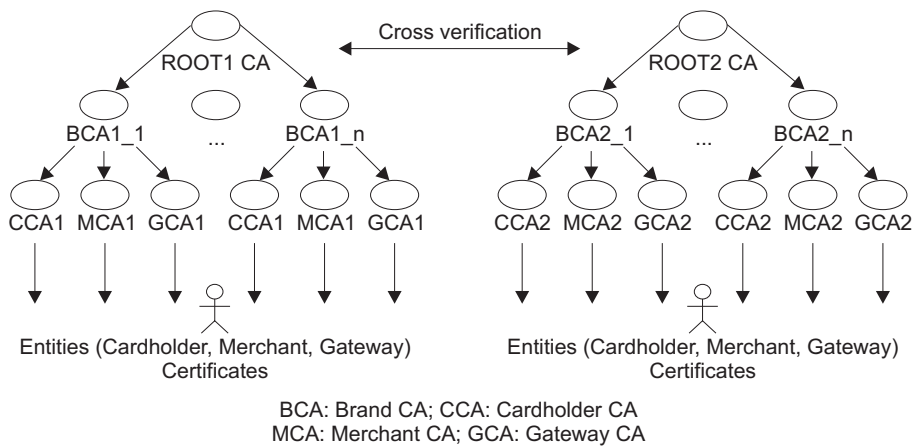 Cross verification
ROOT1 CA ROOT2 CA
BCA1_1 ... BCA1_n BCA2_1 ... BCA2_n
CCA1 MCA1 GCA1 CCA1 MCA1 GCA1 CCA2 MCA2 GCA2 CCA2 MCA2 GCA2
Entities (Cardholder, Merchant, Gateway) Entities (Cardholder, Merchant, Gateway)
Certificates Certificates
BCA: Brand CA; CCA: Cardholder CA
MCA: Merchant CA; GCA: Gateway CA